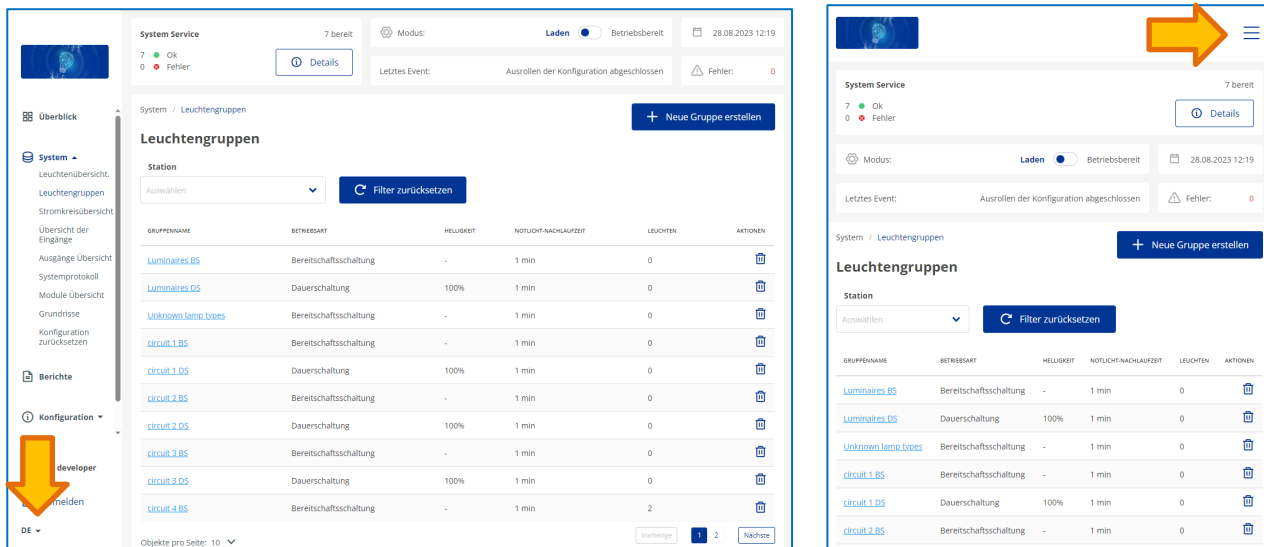 System Service 7 bereit
7 Ok
0 Fehler
Details
Modus: Laden Betriebsbereit
28.08.2023 12:19
Letztes Event: Ausrollen der Konfiguration abgeschlossen
Fehler: 0
Überblick
System
Leuchtenübersicht.
Leuchtengruppen
Stromkreisübersicht
Übersicht der
Eingänge
Ausgänge Übersicht
Systemprotokoll
Module Übersicht
Grundrisse
Konfiguration
zurücksetzen
Berichte
Konfiguration
developer
DE
System / Leuchtengruppen
+ Neue Gruppe erstellen
Leuchtengruppen
Station
Auswählen
Filter zurücksetzen
GRUPPENNAME BETRIEBSART HELLIGKEIT NOTLICHT-NACHLAUFZEIT LEUCHTEN AKTIONEN
Luminaires BS Bereitschaftsschaltung - 1 min 0
Luminaires DS Dauerschaltung 100% 1 min 0
Unknown lamp types Bereitschaftsschaltung - 1 min 0
circuit 1 BS Bereitschaftsschaltung - 1 min 0
circuit 1 DS Dauerschaltung 100% 1 min 0
circuit 2 BS Bereitschaftsschaltung - 1 min 0
circuit 2 DS Dauerschaltung 100% 1 min 0
circuit 3 BS Bereitschaftsschaltung - 1 min 0
circuit 3 DS Dauerschaltung 100% 1 min 0
circuit 4 BS Bereitschaftsschaltung - 1 min 2
Objekte pro Seite: 10
Vorherige 1 2 Nächste
System Service 7 bereit
7 Ok
0 Fehler
Details
Modus: Laden Betriebsbereit
28.08.2023 12:19
Letztes Event: Ausrollen der Konfiguration abgeschlossen
Fehler: 0
System / Leuchtengruppen
+ Neue Gruppe erstellen
Leuchtengruppen
Station
Auswählen
Filter zurücksetzen
GRUPPENNAME BETRIEBSART HELLIGKEIT NOTLICHT-NACHLAUFZEIT LEUCHTEN AKTIONEN
Luminaires BS Bereitschaftsschaltung - 1 min 0
Luminaires DS Dauerschaltung 100% 1 min 0
Unknown lamp types Bereitschaftsschaltung - 1 min 0
circuit 1 BS Bereitschaftsschaltung - 1 min 0
circuit 1 DS Dauerschaltung 100% 1 min 0
circuit 2 BS Bereitschaftsschaltung - 1 min 0